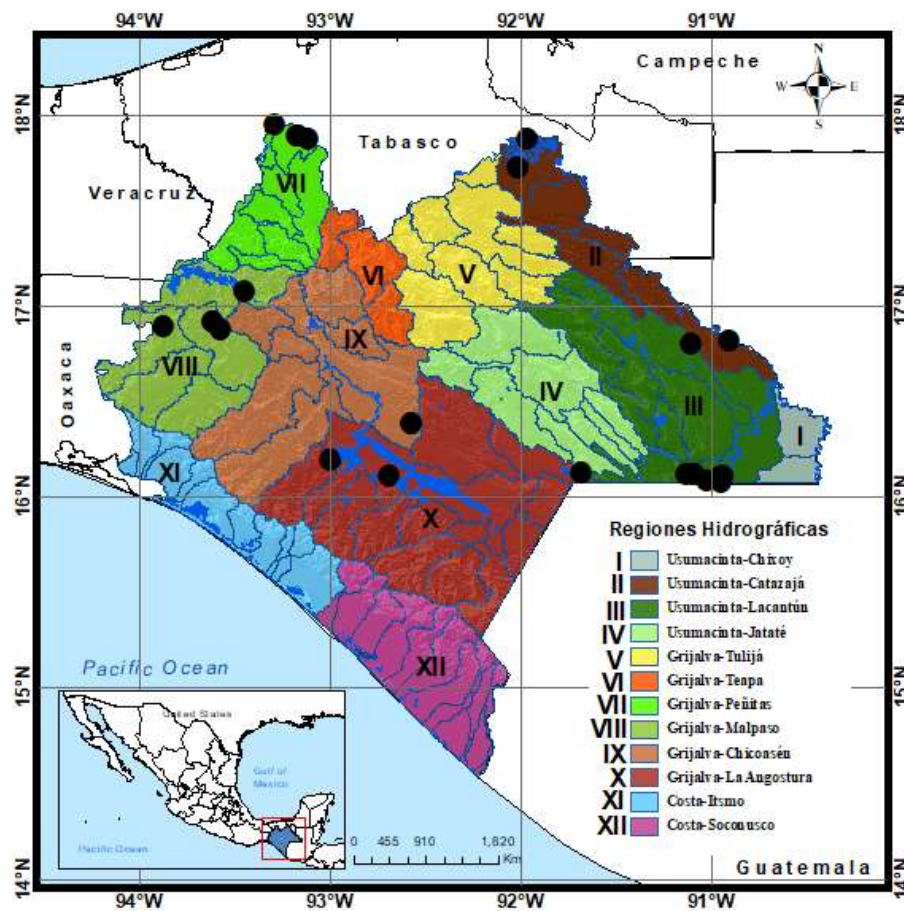 94°W 93°W 92°W 91°W
Campeche
N
W E
S
18°N 18°N
Tabasco
Veracruz
VII
II
VI
V
17°N 17°N
IX
VIII
IV
III
Oaxaca
I
XI
16°N 16°N
X
Regiones Hidrográficas
I Usumacinta-Chixoy
II Usumacinta-Catazajá
III Usumacinta-Lacantún
IV Usumacinta-Jataté
V Grijalva-Tulijá
VI Grijalva-Teapa
VII Grijalva-Peñitas
VIII Grijalva-Malpaso
IX Grijalva-Chicoasén
X Grijalva-La Angostura
XI Costa-Itsmo
XII Costa-Soconusco
XII
Pacific Ocean
15°N 15°N
United States
Gulf of
Mexico
Pacific Ocean
0 455 910 1,820
Km
Guatemala
14°N 14°N
94°W 93°W 92°W 91°W